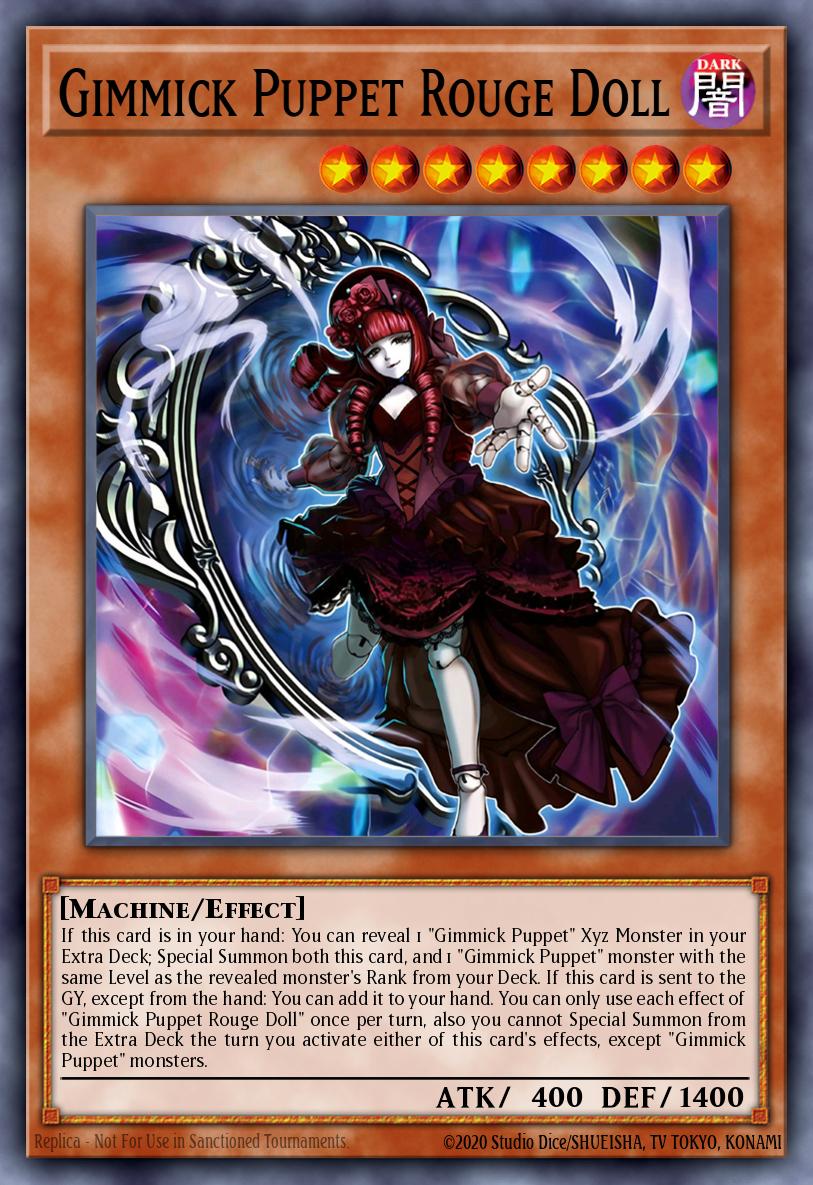 Gimmick Puppet Rouge Doll
DARK
闇
[Machine/Effect]
If this card is in your hand: You can reveal 1 "Gimmick Puppet" Xyz Monster in your
Extra Deck; Special Summon both this card, and 1 "Gimmick Puppet" monster with the
same Level as the revealed monster's Rank from your Deck. If this card is sent to the
GY, except from the hand: You can add it to your hand. You can only use each effect of
"Gimmick Puppet Rouge Doll" once per turn, also you cannot Special Summon from
the Extra Deck the turn you activate either of this card's effects, except "Gimmick
Puppet" monsters.
ATK/ 400 DEF/1400
Replica - Not For Use in Sanctioned Tournaments.
©2020 Studio Dice/SHUEISHA, TV TOKYO, KONAMI